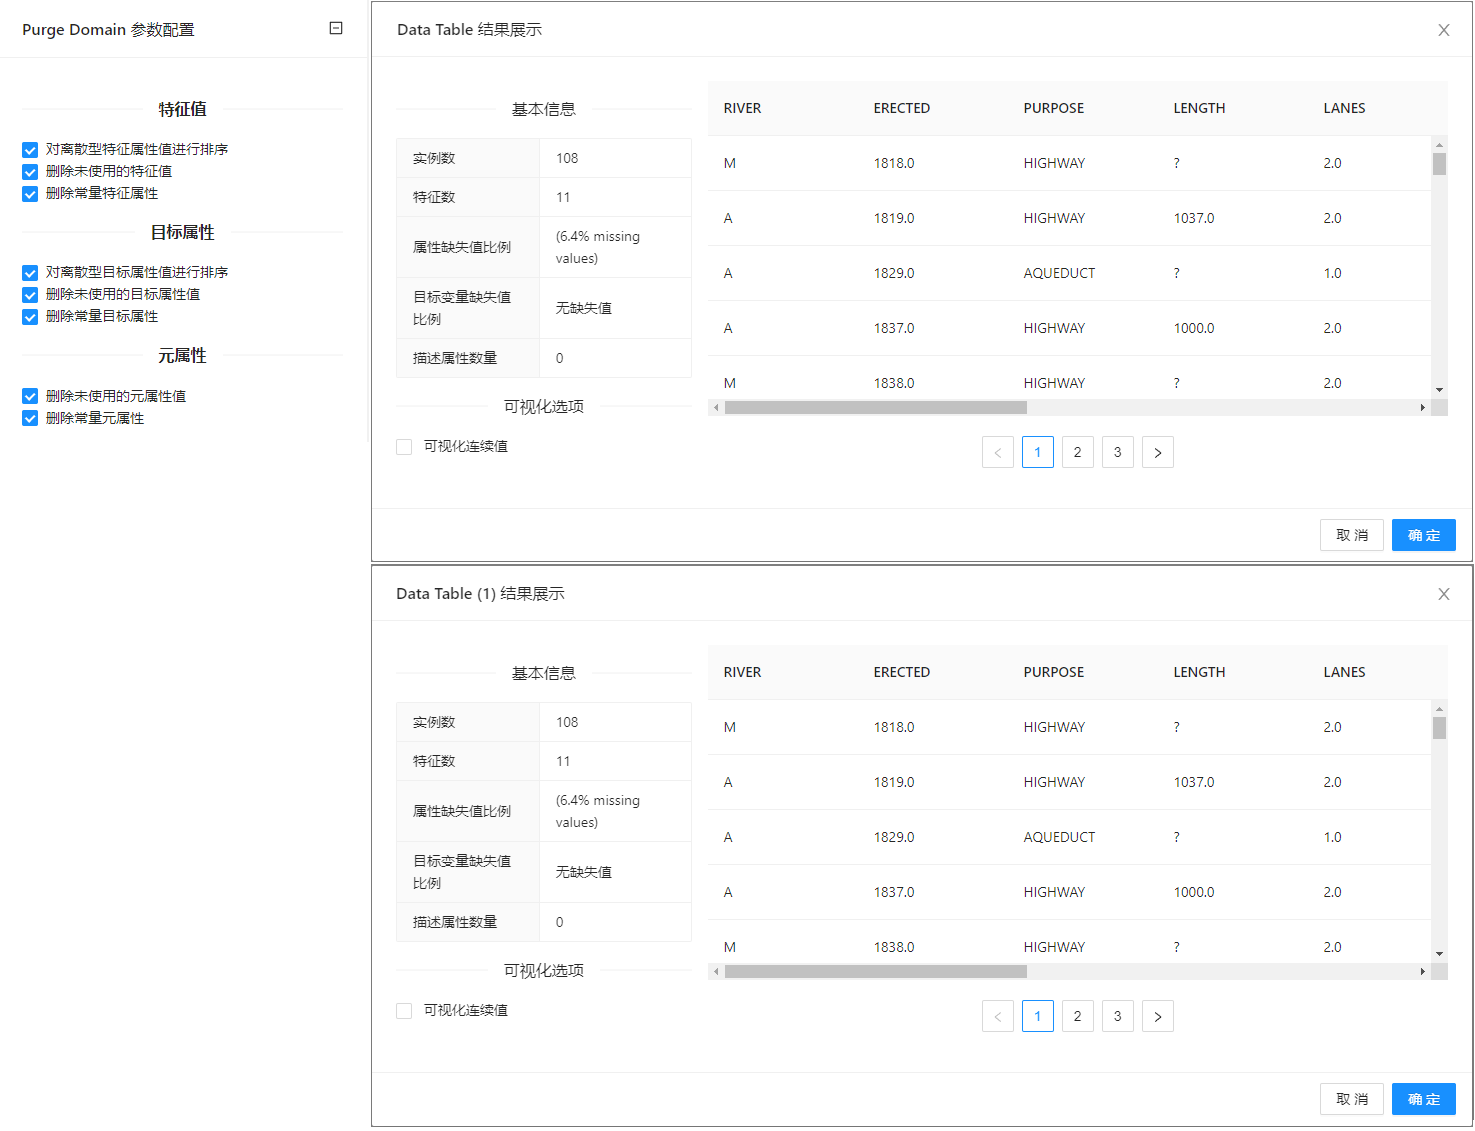 Purge Domain 参数配置
特征值
对离散型特征属性值进行排序
删除未使用的特征值
删除常量特征属性
目标属性
对离散型目标属性值进行排序
删除未使用的目标属性值
删除常量目标属性
元属性
删除未使用的元属性值
删除常量元属性
Data Table 结果展示
基本信息
实例数 108
特征数 11
属性缺失值比例 (6.4% missing
values)
目标变量缺失值
比例 无缺失值
描述属性数量 0
可视化选项
可视化连续值
RIVER ERECTED PURPOSE LENGTH LANES
M 1818.0 HIGHWAY ? 2.0
A 1819.0 HIGHWAY 1037.0 2.0
A 1829.0 AQUEDUCT ? 1.0
A 1837.0 HIGHWAY 1000.0 2.0
M 1838.0 HIGHWAY ? 2.0
< 1 2 3 >
取消 确定
Data Table (1) 结果展示
基本信息
实例数 108
特征数 11
属性缺失值比例 (6.4% missing
values)
目标变量缺失值
比例 无缺失值
描述属性数量 0
可视化选项
可视化连续值
RIVER ERECTED PURPOSE LENGTH LANES
M 1818.0 HIGHWAY ? 2.0
A 1819.0 HIGHWAY 1037.0 2.0
A 1829.0 AQUEDUCT ? 1.0
A 1837.0 HIGHWAY 1000.0 2.0
M 1838.0 HIGHWAY ? 2.0
< 1 2 3 >
取消 确定